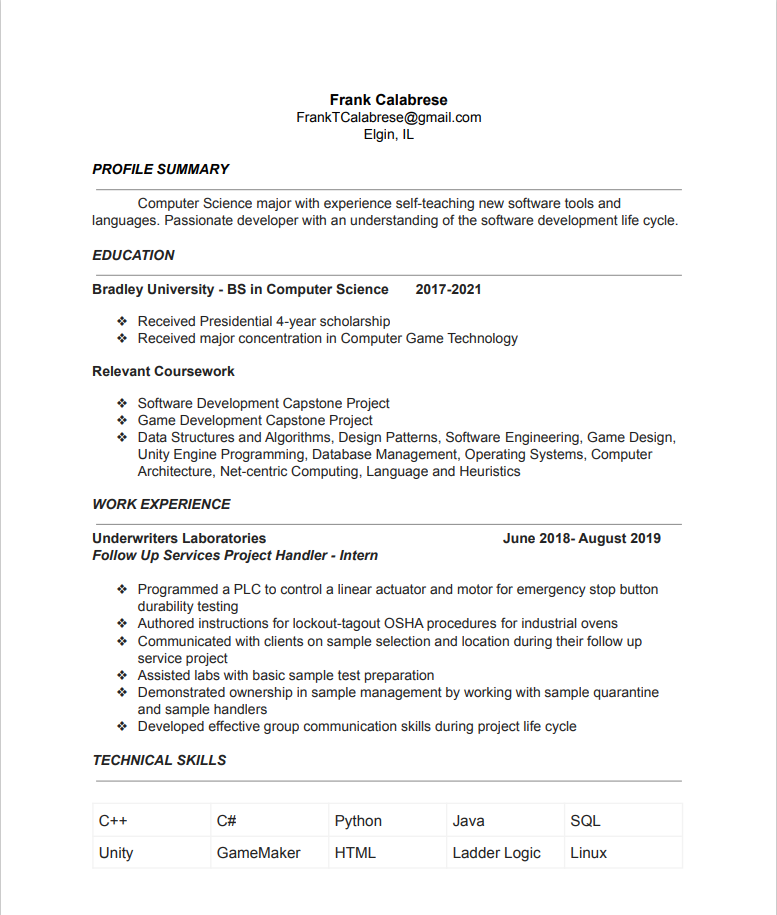 Frank Calabrese
FrankTCalabrese@gmail.com
Elgin, IL
PROFILE SUMMARY
Computer Science major with experience self-teaching new software tools and
languages. Passionate developer with an understanding of the software development life cycle.
EDUCATION
Bradley University - BS in Computer Science 2017-2021
❖ Received Presidential 4-year scholarship
❖ Received major concentration in Computer Game Technology
Relevant Coursework
❖ Software Development Capstone Project
❖ Game Development Capstone Project
❖ Data Structures and Algorithms, Design Patterns, Software Engineering, Game Design,
Unity Engine Programming, Database Management, Operating Systems, Computer
Architecture, Net-centric Computing, Language and Heuristics
WORK EXPERIENCE
Underwriters Laboratories June 2018- August 2019
Follow Up Services Project Handler - Intern
❖ Programmed a PLC to control a linear actuator and motor for emergency stop button
durability testing
❖ Authored instructions for lockout-tagout OSHA procedures for industrial ovens
❖ Communicated with clients on sample selection and location during their follow up
service project
❖ Assisted labs with basic sample test preparation
❖ Demonstrated ownership in sample management by working with sample quarantine
and sample handlers
❖ Developed effective group communication skills during project life cycle
TECHNICAL SKILLS
C++ C# Python Java SQL
Unity GameMaker HTML Ladder Logic Linux